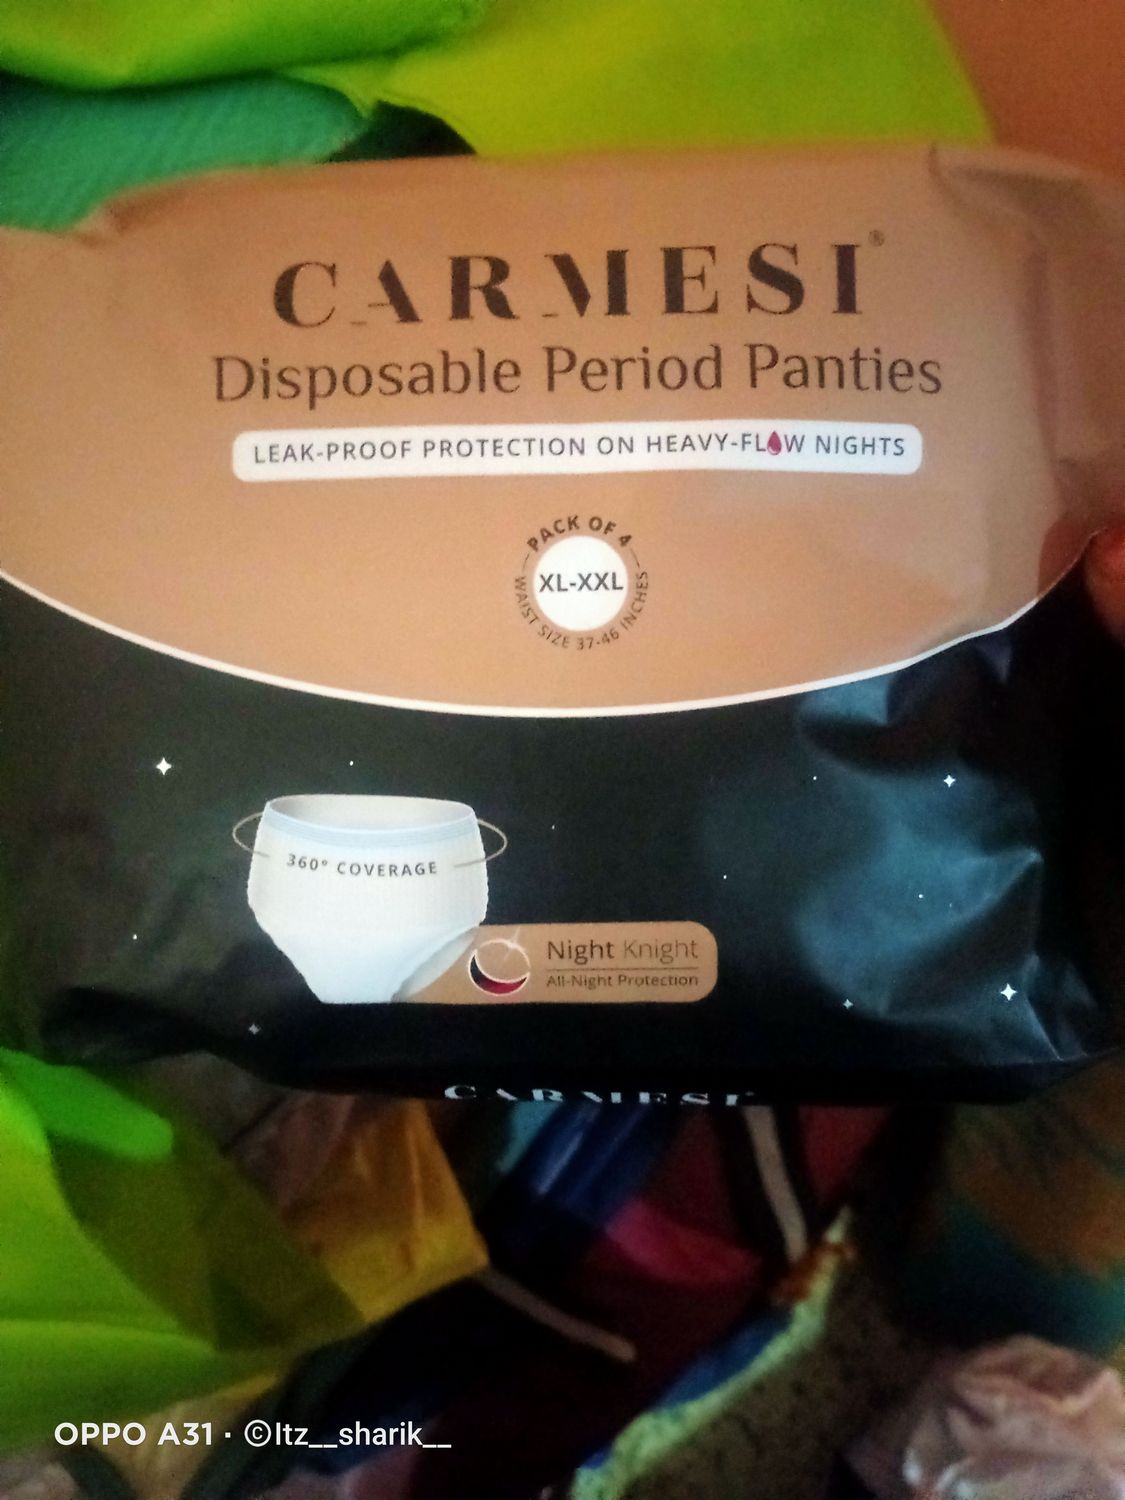 CARMESI®
Disposable Period Panties
LEAK-PROOF PROTECTION ON HEAVY-FLOW NIGHTS
PACK OF 4
XL-XXL
WAIST SIZE 37-46 INCHES
360° COVERAGE
Night Knight
All-Night Protection
CARMESI
OPPO A31 · ©Itz__sharik__